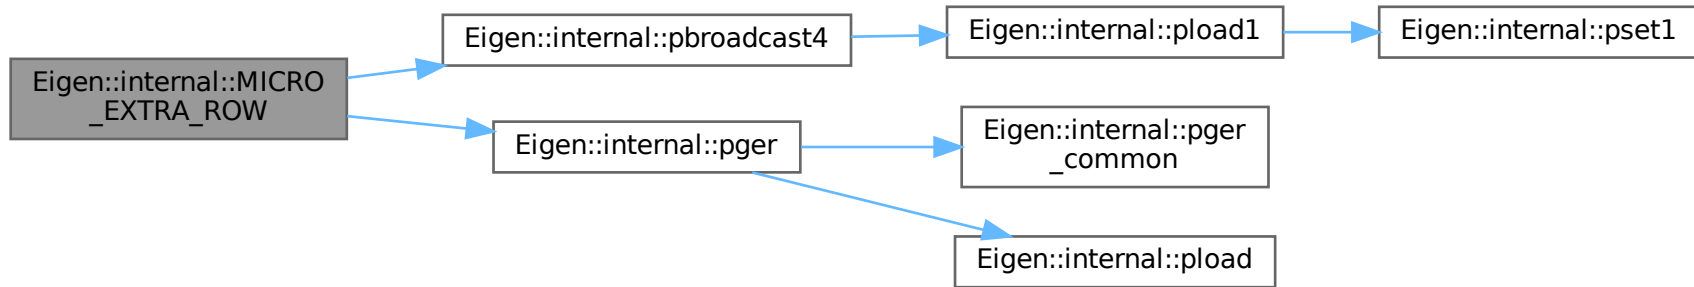 Eigen::internal::MICRO
_EXTRA_ROW
Eigen::internal::pbroadcast4
Eigen::internal::pload1
Eigen::internal::pset1
Eigen::internal::pger
Eigen::internal::pger
_common
Eigen::internal::pload